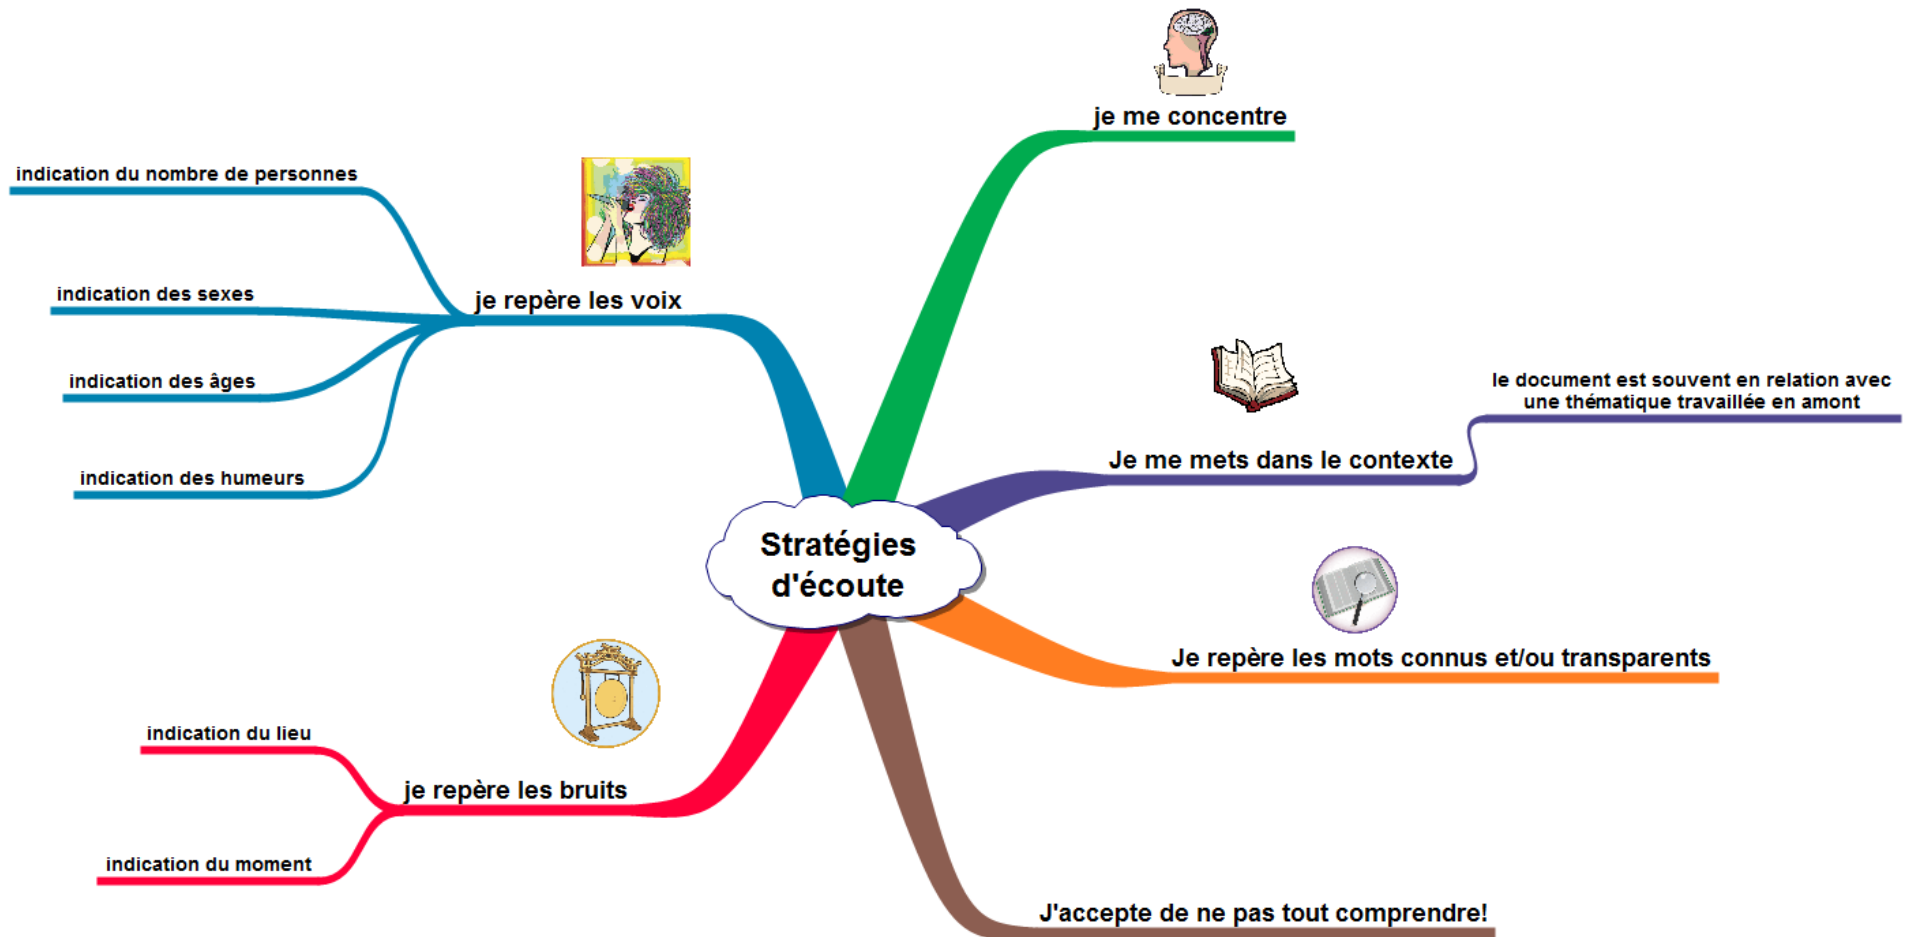 Stratégies
d'écoute
je me concentre
Je me mets dans le contexte
le document est souvent en relation avec
une thématique travaillée en amont
Je repère les mots connus et/ou transparents
J'accepte de ne pas tout comprendre!
je repère les bruits
indication du lieu
indication du moment
je repère les voix
indication du nombre de personnes
indication des sexes
indication des âges
indication des humeurs